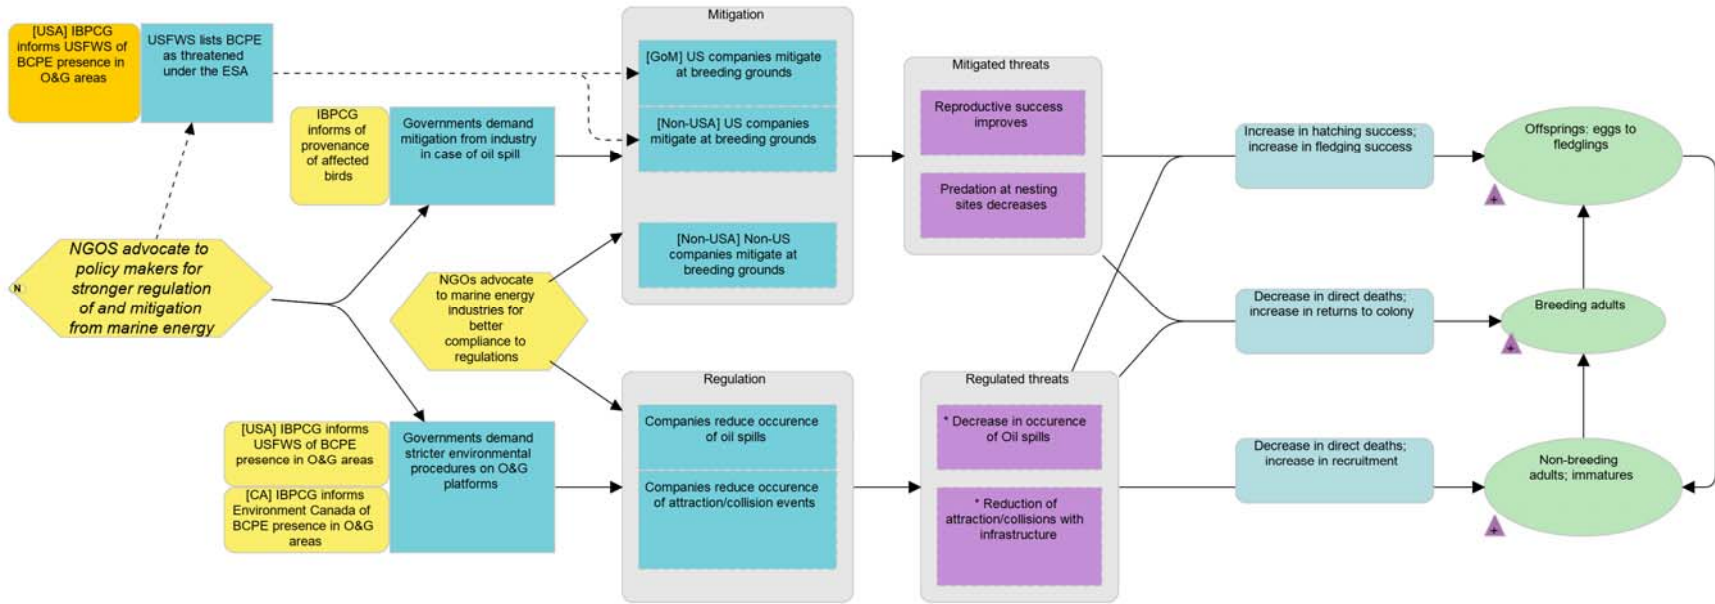 [USA] IBPCG
informs USFWS of
BCPE presence in
O&G areas
USFWS lists BCPE
as threatened
under the ESA
IBPCG
informs of
provenance
of affected
birds
Governments demand
mitigation from industry
in case of oil spill
N
NGOS advocate to
policy makers for
stronger regulation
of and mitigation
from marine energy
NGOs advocate
to marine energy
industries for
better
compliance to
regulations
[USA] IBPCG informs
USFWS of BCPE
presence in O&G areas
[CA] IBPCG informs
Environment Canada of
BCPE presence in O&G
areas
Governments demand
stricter environmental
procedures on O&G
platforms
Mitigation
[GoM] US companies mitigate
at breeding grounds
[Non-USA] US companies
mitigate at breeding grounds
[Non-USA] Non-US
companies mitigate at
breeding grounds
Regulation
Companies reduce occurence
of oil spills
Companies reduce occurence
of attraction/collision events
Mitigated threats
Reproductive success
improves
Predation at nesting
sites decreases
Regulated threats
* Decrease in occurence
of Oil spills
* Reduction of
attraction/collisions with
infrastructure
Increase in hatching success;
increase in fledging success
Decrease in direct deaths;
increase in returns to colony
Decrease in direct deaths;
increase in recruitment
Offsprings: eggs to
fledglings
+
Breeding adults
+
Non-breeding
adults; immatures
+